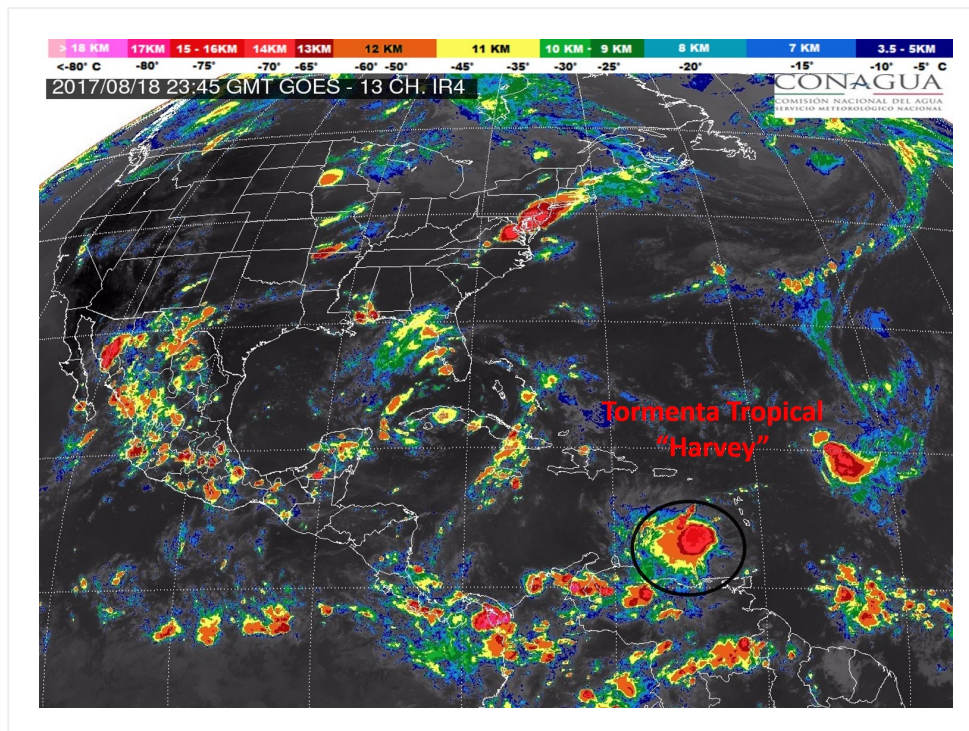 > 18 KM 17KM 15 - 16KM 14KM 13KM 12 KM 11 KM 10 KM - 9 KM 8 KM 7 KM 3.5 - 5KM
<-80° C -80° -75° -70° -65° -60° -50° -45° -35° -30° -25° -20° -15° -10° -5° C
2017/08/18 23:45 GMT GOES - 13 CH. IR4
CONAGUA
COMISIÓN NACIONAL DEL AGUA
SERVICIO METEOROLÓGICO NACIONAL
Tormenta Tropical
“Harvey”